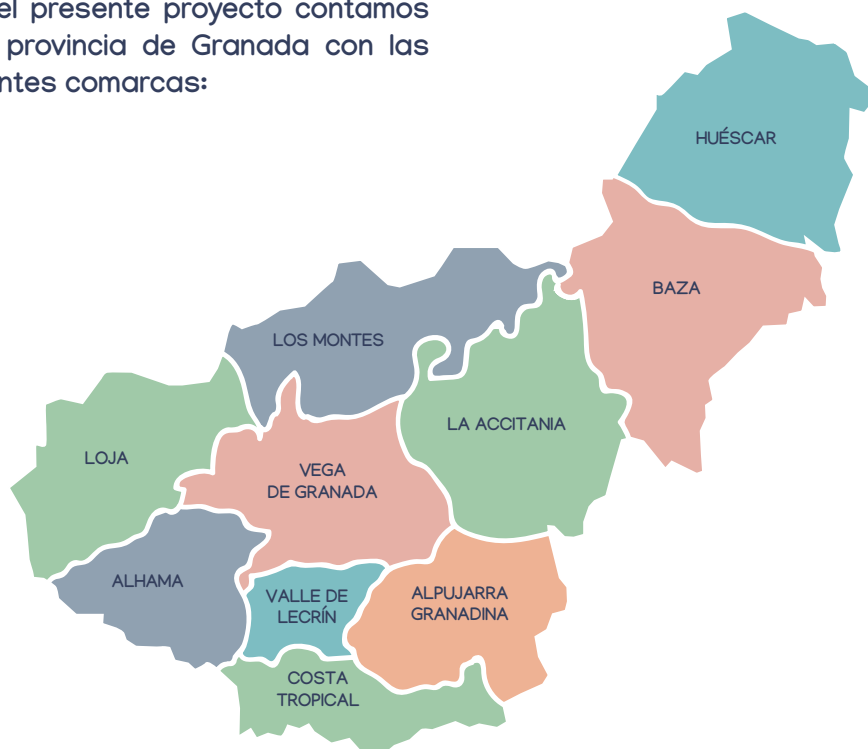 el presente proyecto contamos
provincia de Granada con las
ntes comarcas:
HUÉSCAR
BAZA
LOS MONTES
LA ACCITANIA
LOJA
VEGA
DE GRANADA
ALHAMA
VALLE DE
LECRÍN
ALPUJARRA
GRANADINA
COSTA
TROPICAL